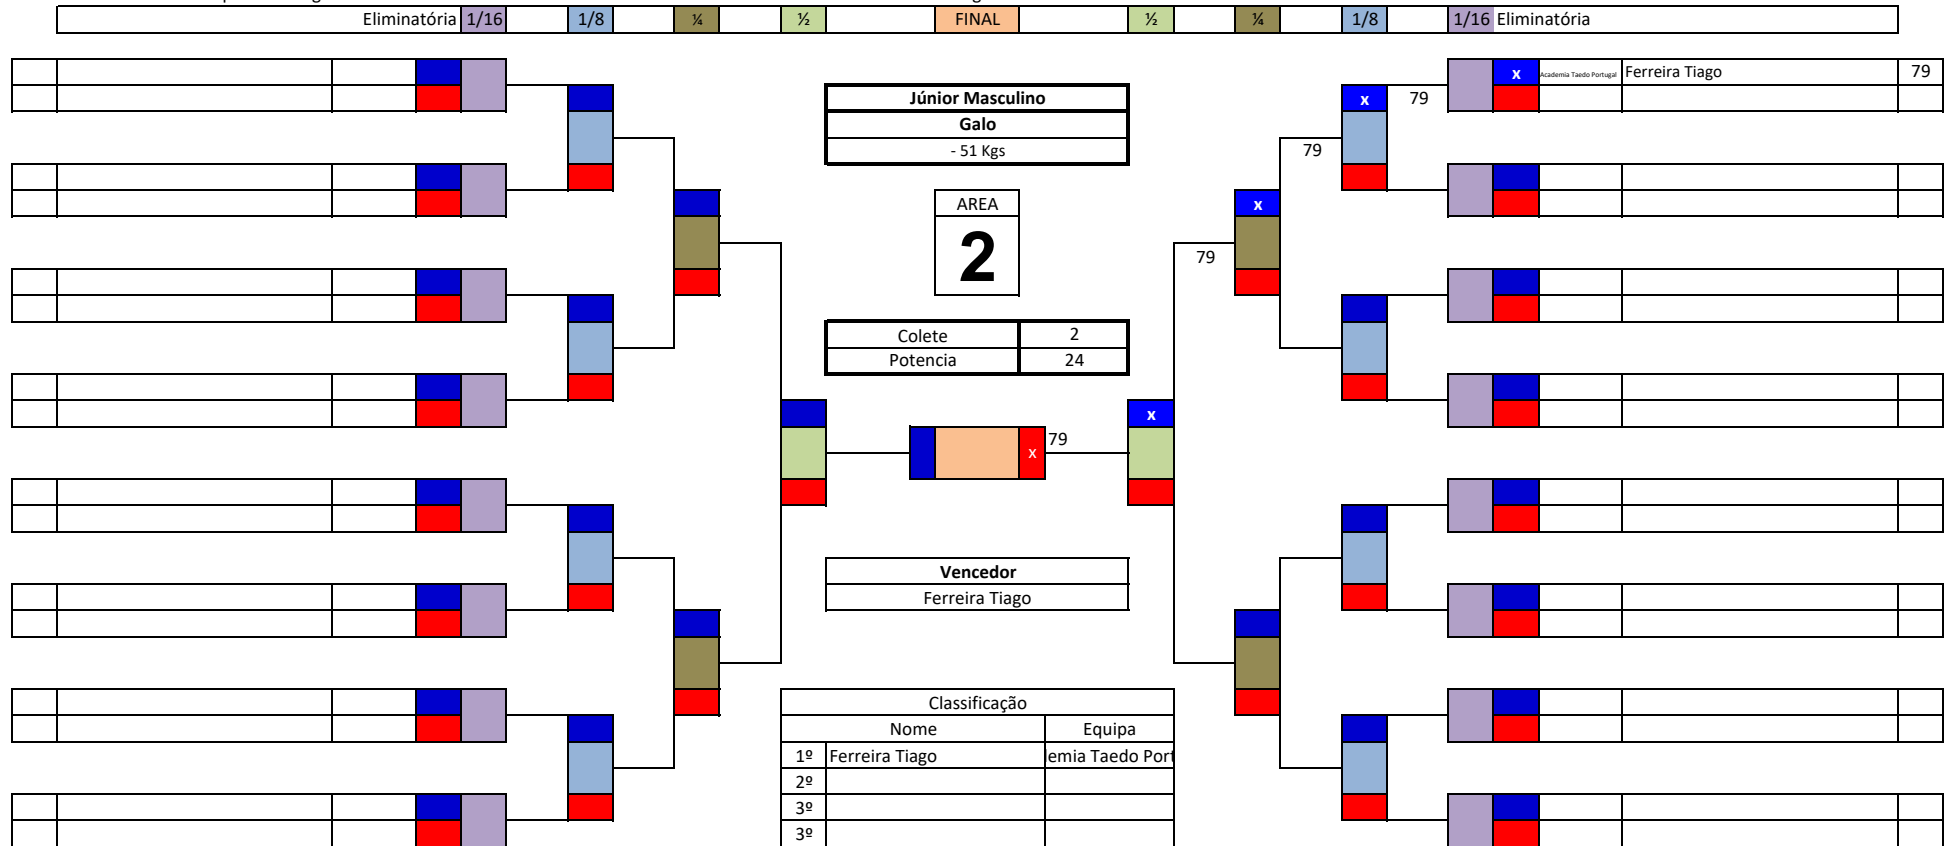 Eliminatória 1/16 1/8 ¼ ½ FINAL ½ ¼ 1/8 1/16 Eliminatória
x Academia Taedo Portugal Ferreira Tiago 79
x 79
Júnior Masculino
Galo
- 51 Kgs
79
AREA
2
x
79
Colete 2
Potencia 24
x
x 79
Vencedor
Ferreira Tiago
Classificação
Nome Equipa
1º Ferreira Tiago emia Taedo Port
2º
3º
3º